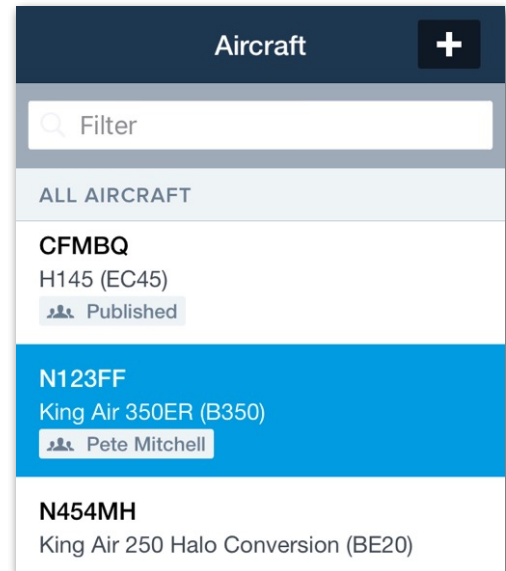 Aircraft
Filter
ALL AIRCRAFT
CFMBQ
H145 (EC45)
Published
N123FF
King Air 350ER (B350)
Pete Mitchell
N454MH
King Air 250 Halo Conversion (BE20)